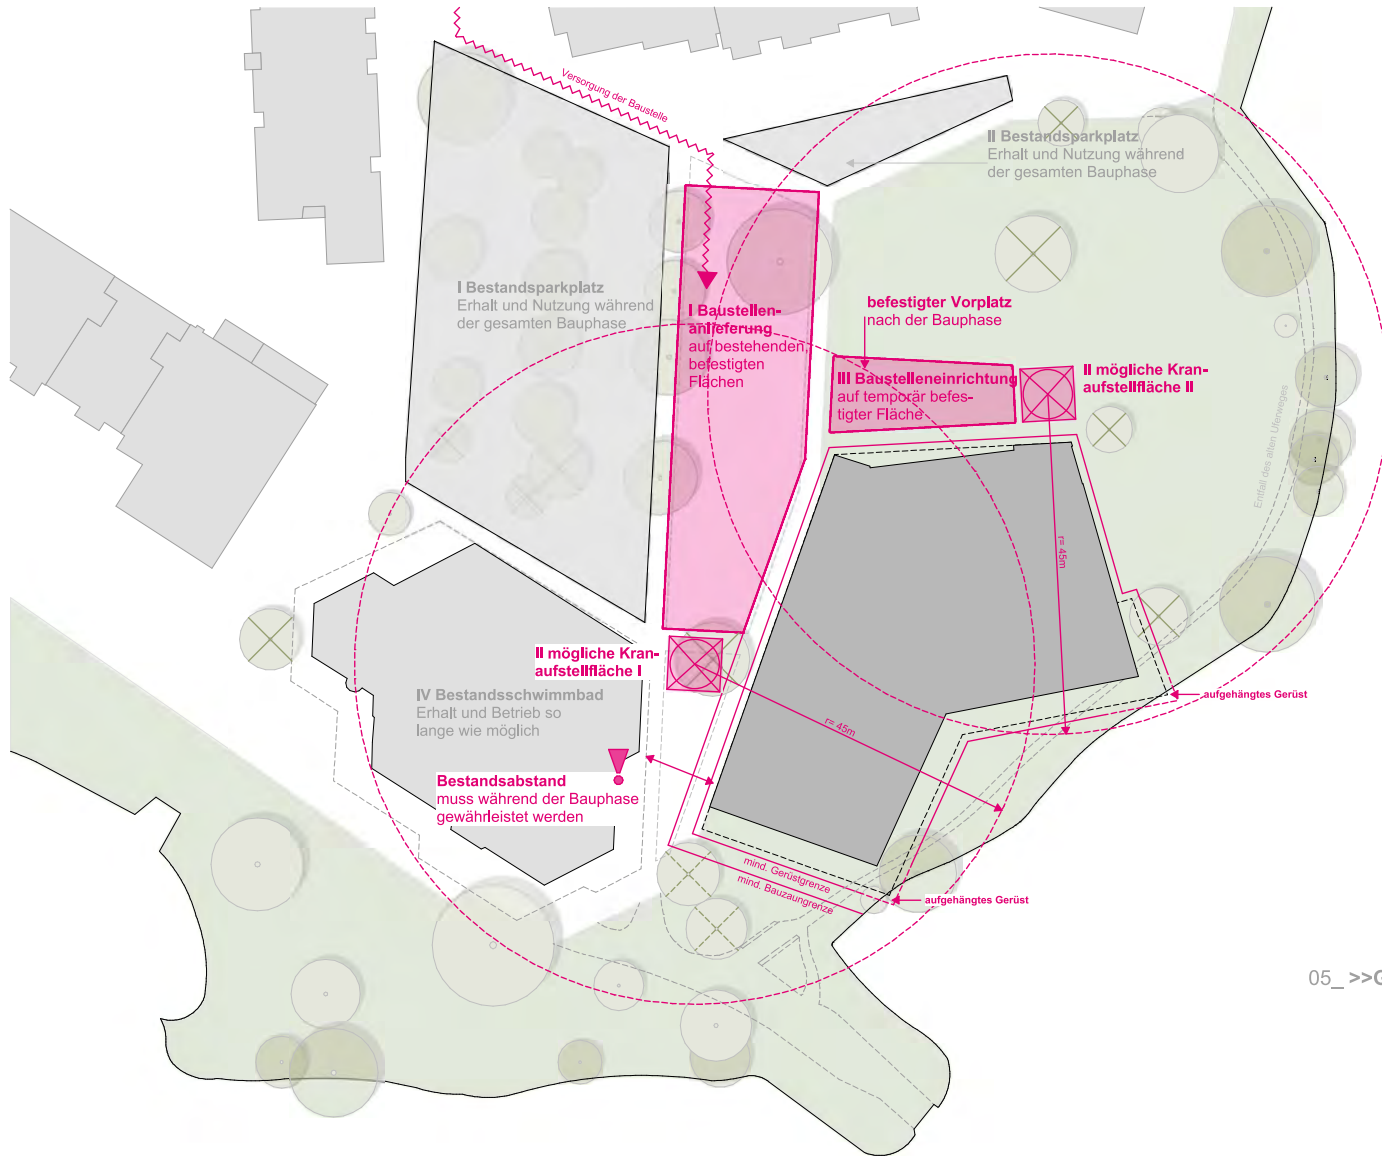 Versorgung der Baustelle
II Bestandsparkplatz
Erhalt und Nutzung während
der gesamten Bauphase
I Bestandsparkplatz
Erhalt und Nutzung während
der gesamten Bauphase
I Baustellen-
anlieferung
auf bestehenden,
befestigten
Flächen
befestigter Vorplatz
nach der Bauphase
III Baustelleneinrichtung
auf temporär befes-
tigter Fläche
II mögliche Kran-
aufstellfläche II
Entfall des alten Uferweges
r= 45m
II mögliche Kran-
aufstellfläche I
IV Bestandsschwimmbad
Erhalt und Betrieb so
lange wie möglich
r= 45m
aufgehängtes Gerüst
Bestandsabstand
muss während der Bauphase
gewährleistet werden
mind. Gerüstgrenze
mind. Bauzaungrenze
aufgehängtes Gerüst
05_ >>G